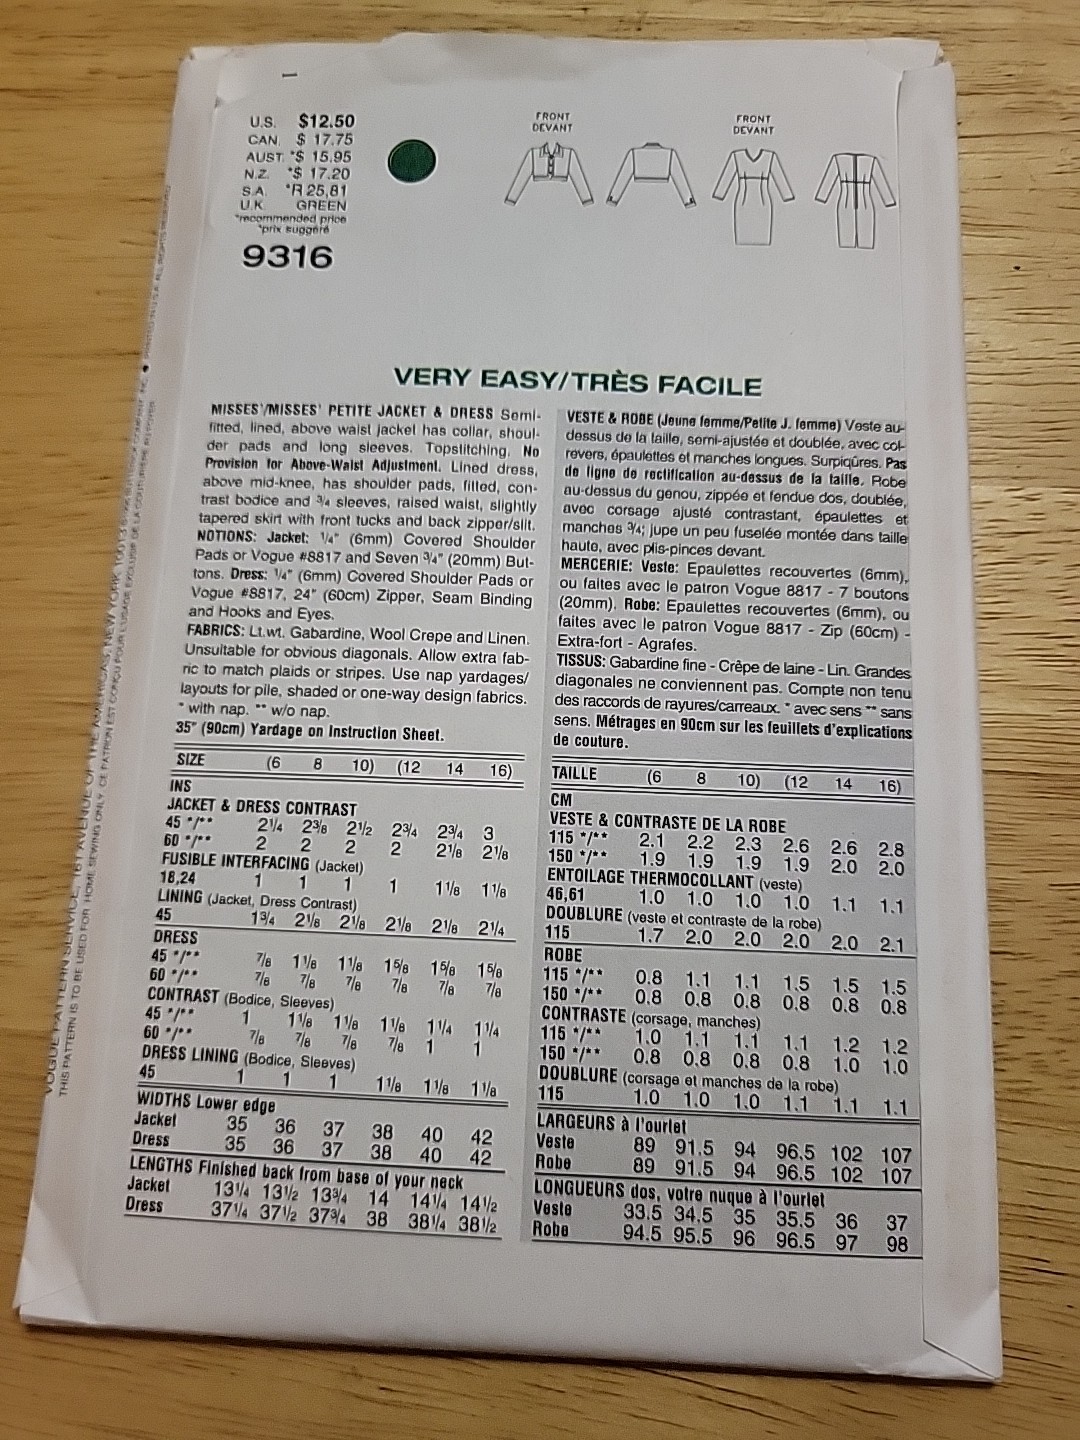 U.S. $12.50
CAN. $ 17.75
AUST. *$ 15.95
N.Z. *$ 17.20
S.A. *R 25,81
U.K. GREEN
*recommended price
*prix suggéré
9316
FRONT
DEVANT
FRONT
DEVANT
VERY EASY/TRÈS FACILE
MISSES'/MISSES' PETITE JACKET & DRESS Semi-
fitted, lined, above waist jacket has collar, shoul-
der pads and long sleeves. Topstitching. No
Provision for Above-Waist Adjustment. Lined dress,
above mid-knee, has shoulder pads, fitted, con-
trast bodice and 3/4 sleeves, raised waist, slightly
tapered skirt with front tucks and back zipper/slit.
NOTIONS: Jacket: 1/4" (6mm) Covered Shoulder
Pads or Vogue #8817 and Seven 3/4" (20mm) But-
tons. Dress: 1/4" (6mm) Covered Shoulder Pads or
Vogue #8817, 24" (60cm) Zipper, Seam Binding
and Hooks and Eyes.
FABRICS: Lt.wt. Gabardine, Wool Crepe and Linen.
Unsuitable for obvious diagonals. Allow extra fab-
ric to match plaids or stripes. Use nap yardages/
layouts for pile, shaded or one-way design fabrics.
* with nap. ** w/o nap.
35" (90cm) Yardage on Instruction Sheet.
SIZE (6 8 10) (12 14 16)
INS
JACKET & DRESS CONTRAST
45 */** 2 1/4 2 3/8 2 1/2 2 3/4 2 3/4 3
60 */** 2 2 2 2 2 1/8 2 1/8
FUSIBLE INTERFACING (Jacket)
18,24 1 1 1 1 1 1/8 1 1/8
LINING (Jacket, Dress Contrast)
45 1 3/4 2 1/8 2 1/8 2 1/8 2 1/8 2 1/4
DRESS
45 */** 7/8 1 1/8 1 1/8 1 5/8 1 5/8 1 5/8
60 */** 7/8 7/8 7/8 7/8 7/8 7/8
CONTRAST (Bodice, Sleeves)
45 */** 1 1 1/8 1 1/8 1 1/8 1 1/4 1 1/4
60 */** 7/8 7/8 7/8 7/8 1 1
DRESS LINING (Bodice, Sleeves)
45 1 1 1 1 1/8 1 1/8 1 1/8
WIDTHS Lower edge
Jacket 35 36 37 38 40 42
Dress 35 36 37 38 40 42
LENGTHS Finished back from base of your neck
Jacket 13 1/4 13 1/2 13 3/4 14 14 1/4 14 1/2
Dress 37 1/4 37 1/2 37 3/4 38 38 1/4 38 1/2
VESTE & ROBE (Jeune femme/Petite J. femme) Veste au-
dessus de la taille, semi-ajustée et doublée, avec col-
revers, épaulettes et manches longues. Surpiqûres. Pas
de ligne de rectification au-dessus de la taille. Robe
au-dessus du genou, zippée et fendue dos, doublée,
avec corsage ajusté contrastant, épaulettes et
manches 3/4; jupe un peu fuselée montée dans taille
haute, avec plis-pinces devant.
MERCERIE: Veste: Epaulettes recouvertes (6mm),
ou faites avec le patron Vogue 8817 - 7 boutons
(20mm). Robe: Epaulettes recouvertes (6mm), ou
faites avec le patron Vogue 8817 - Zip (60cm) -
Extra-fort - Agrafes.
TISSUS: Gabardine fine - Crêpe de laine - Lin. Grandes
diagonales ne conviennent pas. Compte non tenu
des raccords de rayures/carreaux. * avec sens ** sans
sens. Métrages en 90cm sur les feuillets d'explications
de couture.
TAILLE (6 8 10) (12 14 16)
CM
VESTE & CONTRASTE DE LA ROBE
115 */** 2.1 2.2 2.3 2.6 2.6 2.8
150 */** 1.9 1.9 1.9 1.9 2.0 2.0
ENTOILAGE THERMOCOLLANT (veste)
46,61 1.0 1.0 1.0 1.0 1.1 1.1
DOUBLURE (veste et contraste de la robe)
115 1.7 2.0 2.0 2.0 2.0 2.1
ROBE
115 */** 0.8 1.1 1.1 1.5 1.5 1.5
150 */** 0.8 0.8 0.8 0.8 0.8 0.8
CONTRASTE (corsage, manches)
115 */** 1.0 1.1 1.1 1.1 1.2 1.2
150 */** 0.8 0.8 0.8 0.8 1.0 1.0
DOUBLURE (corsage et manches de la robe)
115 1.0 1.0 1.0 1.1 1.1 1.1
LARGEURS à l'ourlet
Veste 89 91.5 94 96.5 102 107
Robe 89 91.5 94 96.5 102 107
LONGUEURS dos, votre nuque à l'ourlet
Veste 33.5 34.5 35 35.5 36 37
Robe 94.5 95.5 96 96.5 97 98
VOGUE PATTERN SERVICE, 161 AVENUE OF THE AMERICAS, NEW YORK, 10013
THIS PATTERN IS TO BE USED FOR HOME SEWING ONLY. CE PATRON EST CONÇU POUR L'USAGE EXCLUSIF DE LA COUTURIERE AU FOYER